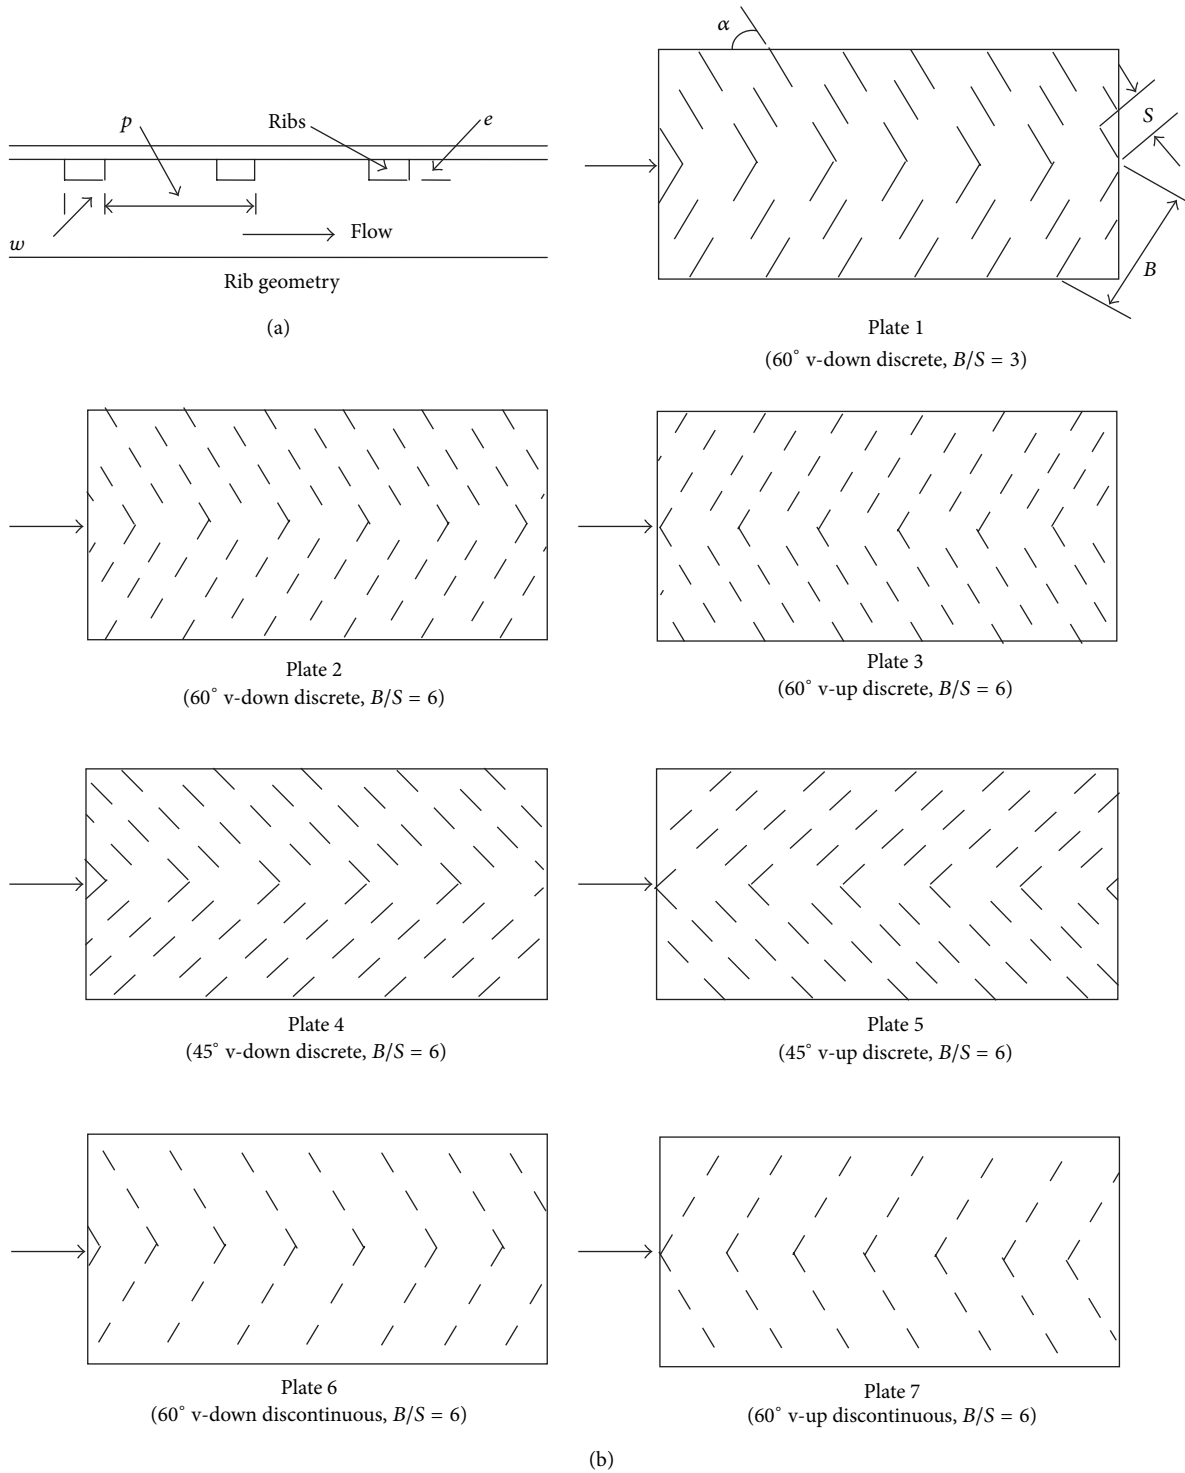 α
p
Ribs
e
S
w
Flow
B
Rib geometry
(a)
Plate 1
(60° v-down discrete, B/S = 3)
Plate 2
(60° v-down discrete, B/S = 6)
Plate 3
(60° v-up discrete, B/S = 6)
Plate 4
(45° v-down discrete, B/S = 6)
Plate 5
(45° v-up discrete, B/S = 6)
Plate 6
(60° v-down discontinuous, B/S = 6)
Plate 7
(60° v-up discontinuous, B/S = 6)
(b)